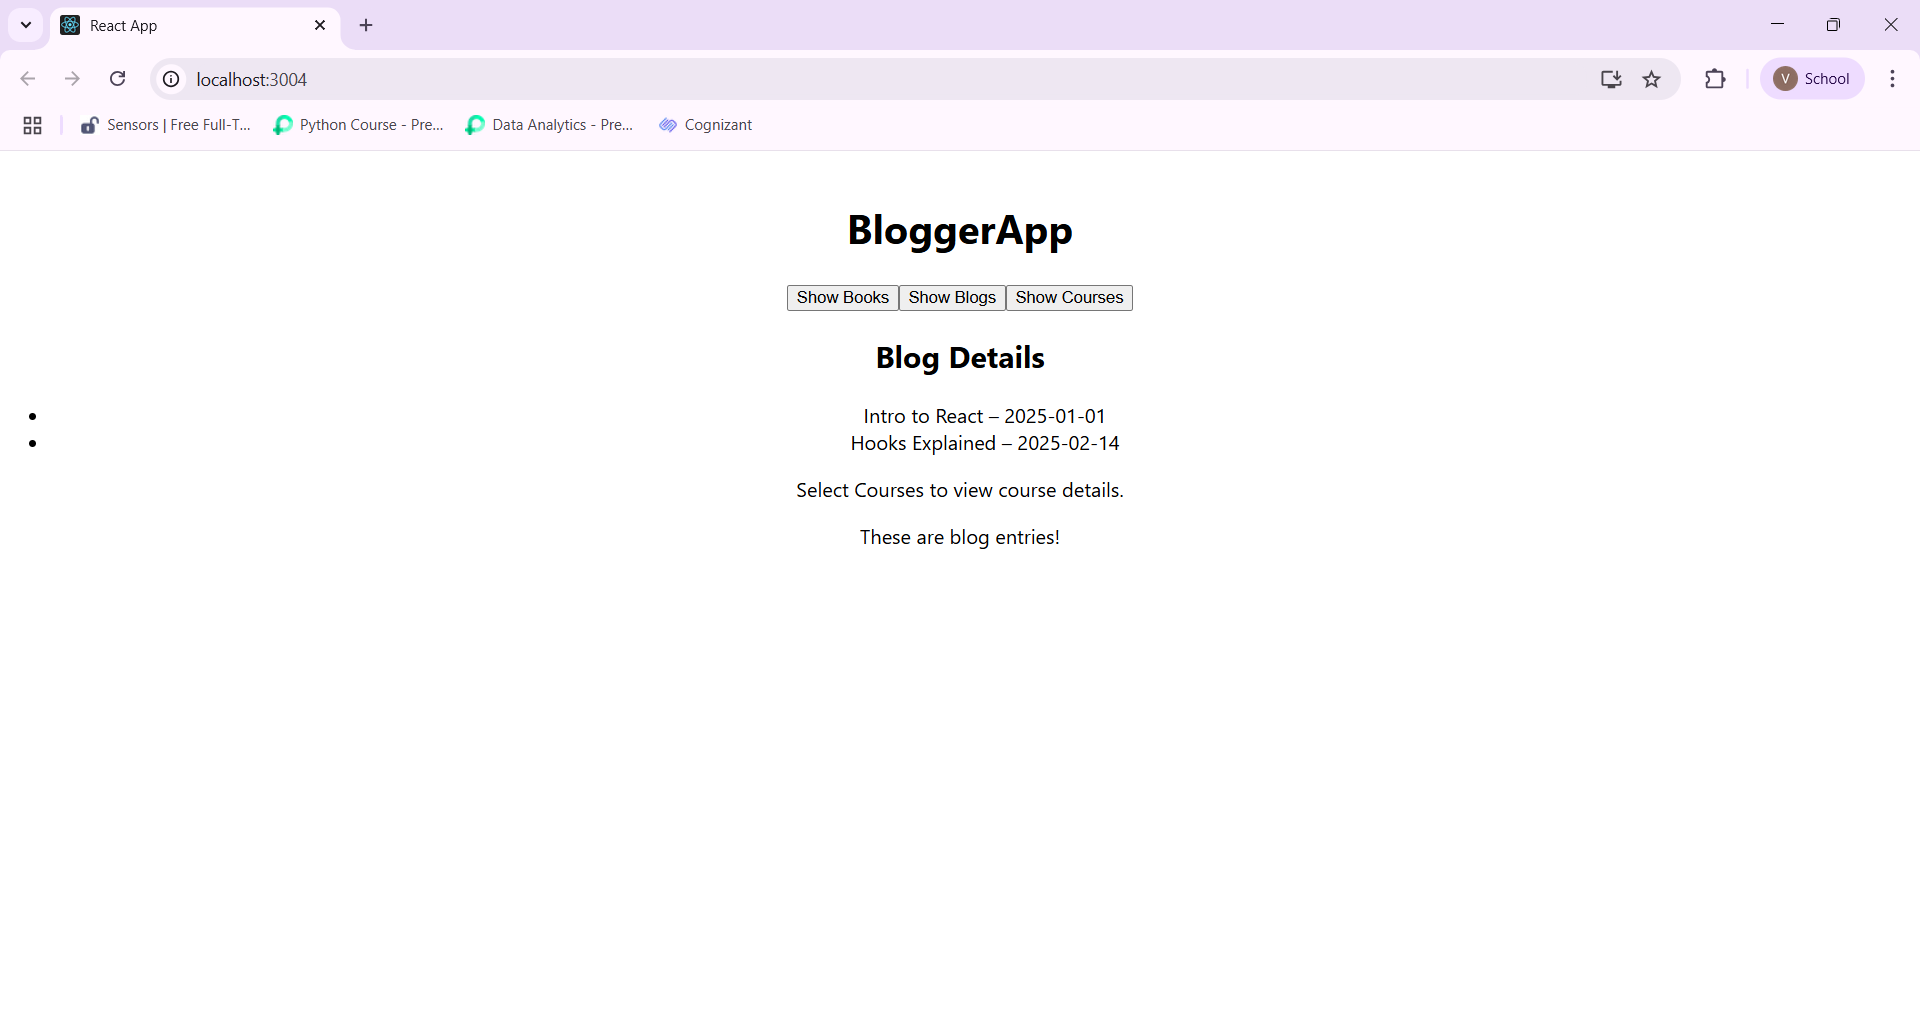 React App
localhost:3004
V School
Sensors | Free Full-T... Python Course - Pre... Data Analytics - Pre... Cognizant
BloggerApp
Show Books Show Blogs Show Courses
Blog Details
• Intro to React – 2025-01-01
• Hooks Explained – 2025-02-14
Select Courses to view course details.
These are blog entries!